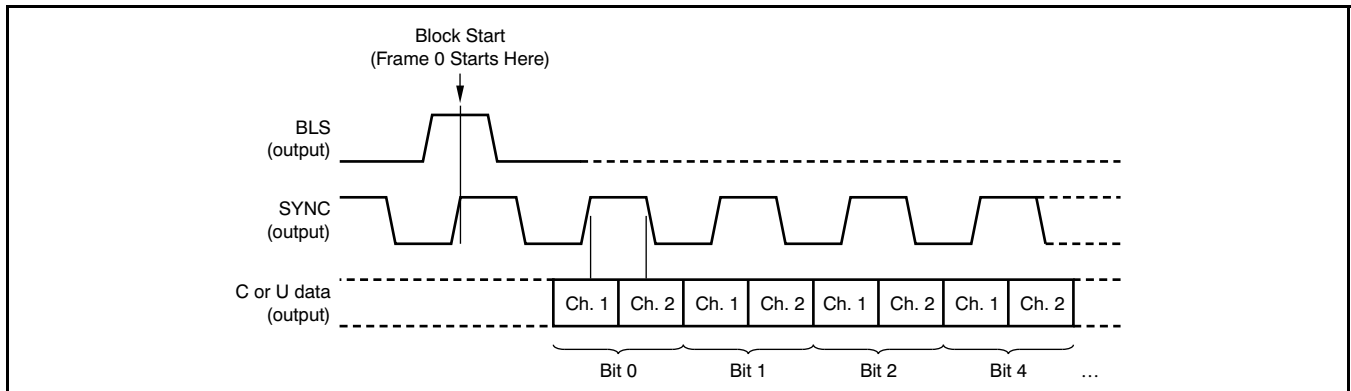 Block Start
(Frame 0 Starts Here)
BLS
(output)
SYNC
(output)
C or U data
(output)
Ch. 1 Ch. 2 Ch. 1 Ch. 2 Ch. 1 Ch. 2 Ch. 1 Ch. 2
Bit 0 Bit 1 Bit 2 Bit 4 ...